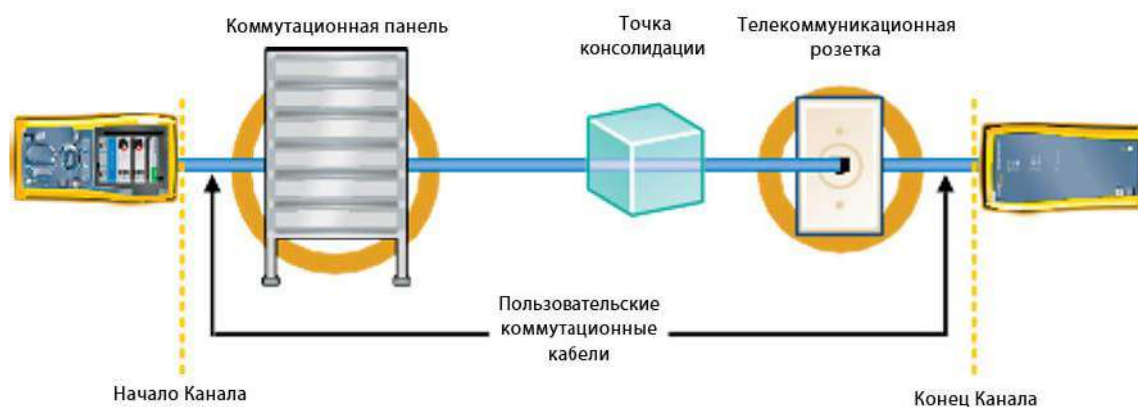 Коммутационная панель
Точка
консолидации
Телекоммуникационная
розетка
Пользовательские
коммутационные
кабели
Начало Канала
Конец Канала